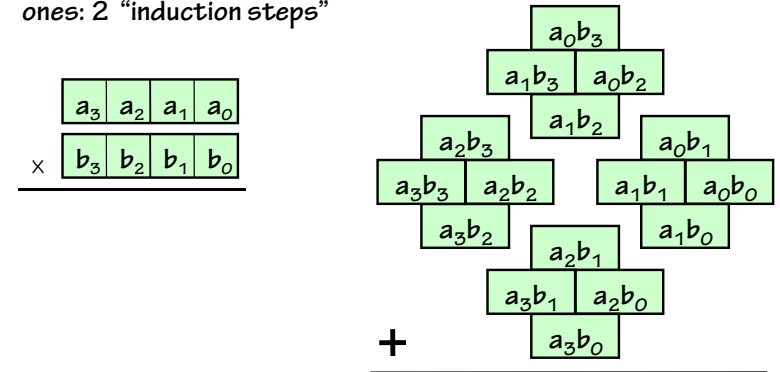 ones: 2 “induction steps”
a₃ a₂ a₁ a₀
× b₃ b₂ b₁ b₀
a₀b₃
a₁b₃ a₀b₂
a₁b₂
a₂b₃
a₃b₃ a₂b₂
a₃b₂
a₀b₁
a₁b₁ a₀b₀
a₁b₀
a₂b₁
a₃b₁ a₂b₀
a₃b₀
+